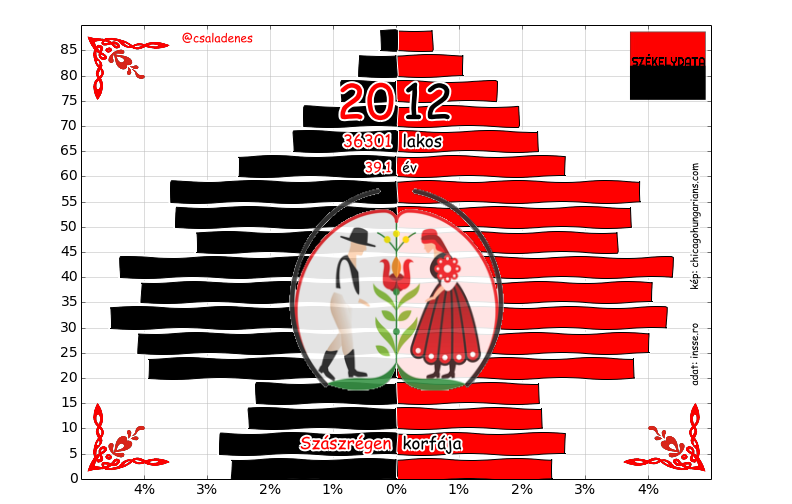 @csaladenes
SZÉKELYDATA
2012
36301 lakos
39.1 év
kép: chicagohungarians.com
adat: insse.ro
Szászrégen korfája
85
80
75
70
65
60
55
50
45
40
35
30
25
20
15
10
5
0
4% 3% 2% 1% 0% 1% 2% 3% 4%